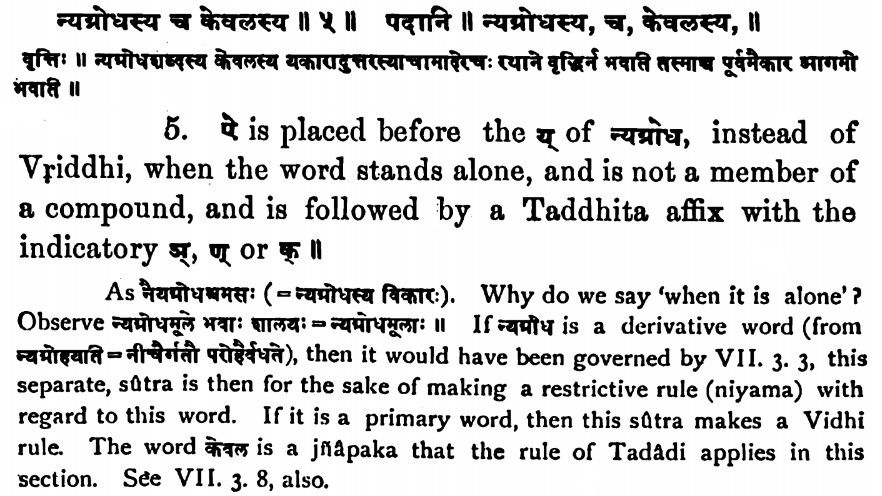 न्यग्रोधस्य च केवलस्य ॥ ५ ॥ पदानि ॥ न्यग्रोधस्य, च, केवलस्य, ॥
वृत्तिः ॥ न्यग्रोधशब्दस्य केवलस्य यकारादुत्तरस्याचामादेरचः स्थाने वृद्धिर्न भवति तस्माच्च पूर्वमैकार आगमो
भवति ॥
5. ऐ is placed before the य् of न्यग्रोध, instead of
Vṛiddhi, when the word stands alone, and is not a member of
a compound, and is followed by a Taddhita affix with the
indicatory ञ्, ण् or क् ॥
As नैयग्रोधश्चमसः (=न्यग्रोधस्य विकारः). Why do we say 'when it is alone'?
Observe न्यग्रोधमूले भवाः शालयः=न्यग्रोधमूलाः ॥ If न्यग्रोध is a derivative word (from
न्यग्रोहयति=नीचैर्गतौ परोहैर्वधते), then it would have been governed by VII. 3. 3, this
separate, sûtra is then for the sake of making a restrictive rule (niyama) with
regard to this word. If it is a primary word, then this sûtra makes a Vidhi
rule. The word केवल is a jñâpaka that the rule of Tadâdi applies in this
section. See VII. 3. 8, also.